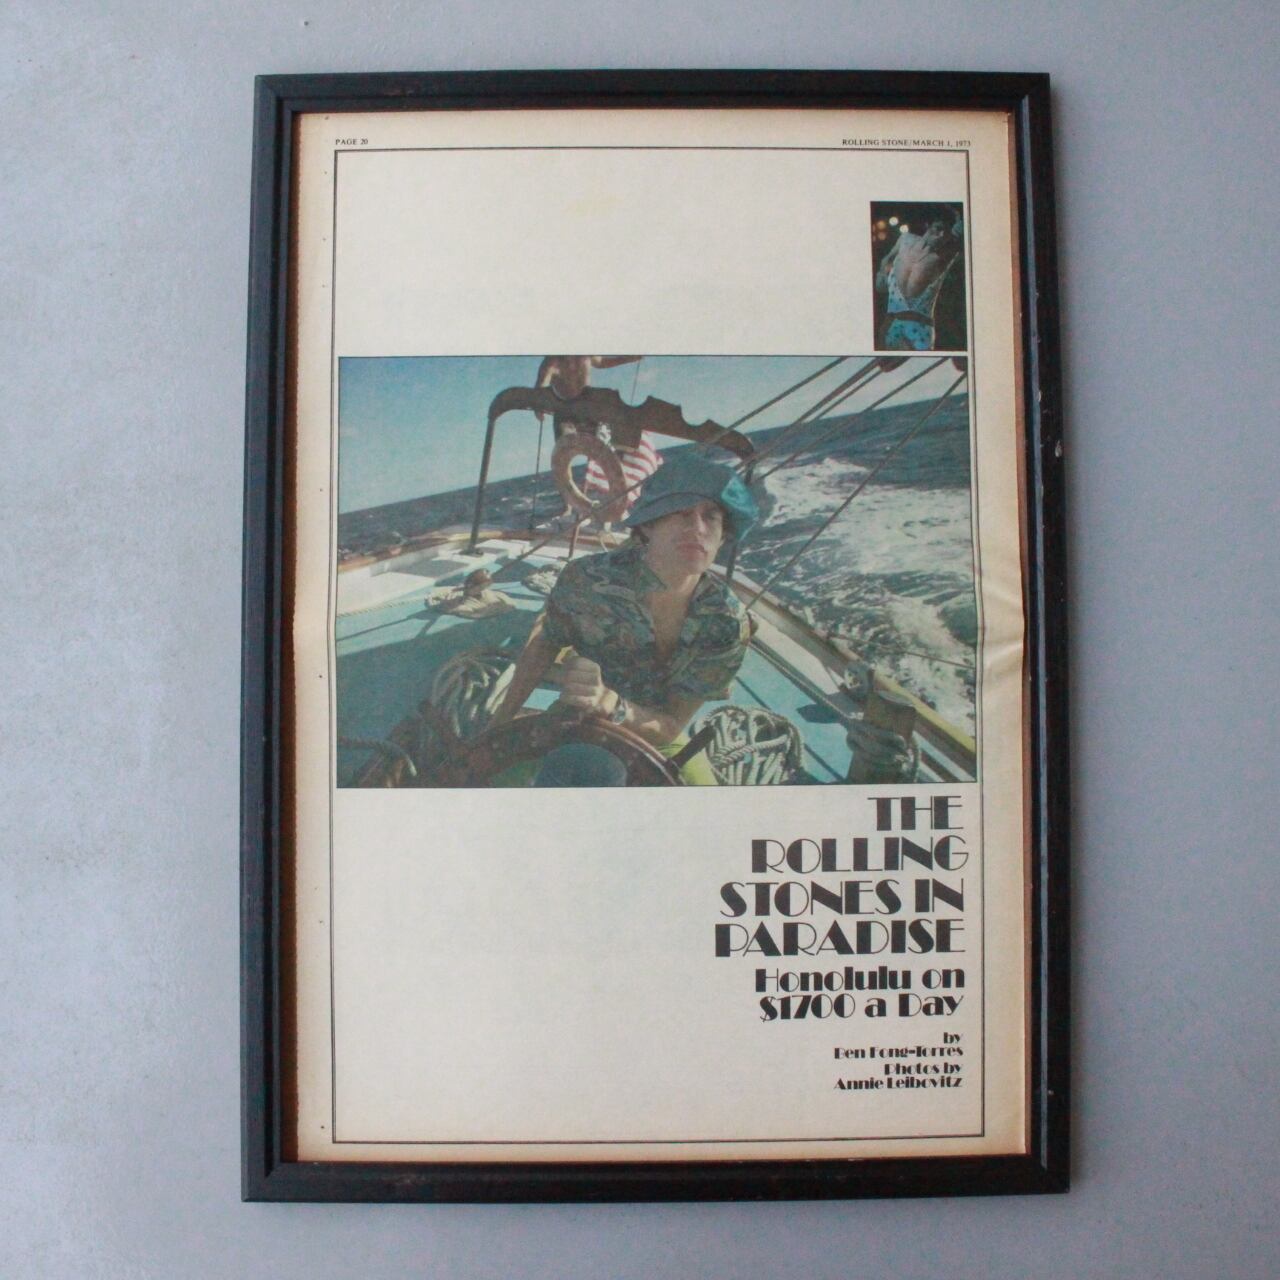 PAGE 20
ROLLING STONE/MARCH 1, 1973
THE
ROLLING
STONES IN
PARADISE
Honolulu on
$1700 a Day
by
Ben Fong-Torres
Photos by
Annie Leibovitz